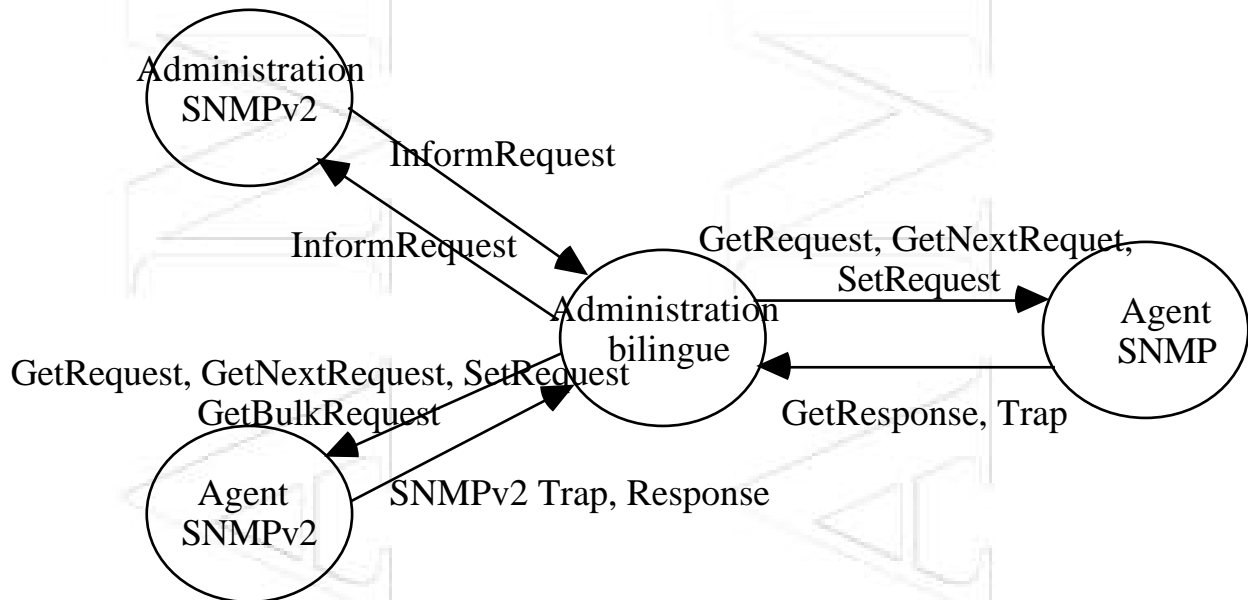 Administration
SNMPv2
InformRequest
InformRequest
GetRequest, GetNextRequet,
SetRequest
Administration
bilingue
Agent
SNMP
GetRequest, GetNextRequest, SetRequest
GetBulkRequest
GetResponse, Trap
Agent
SNMPv2
SNMPv2 Trap, Response